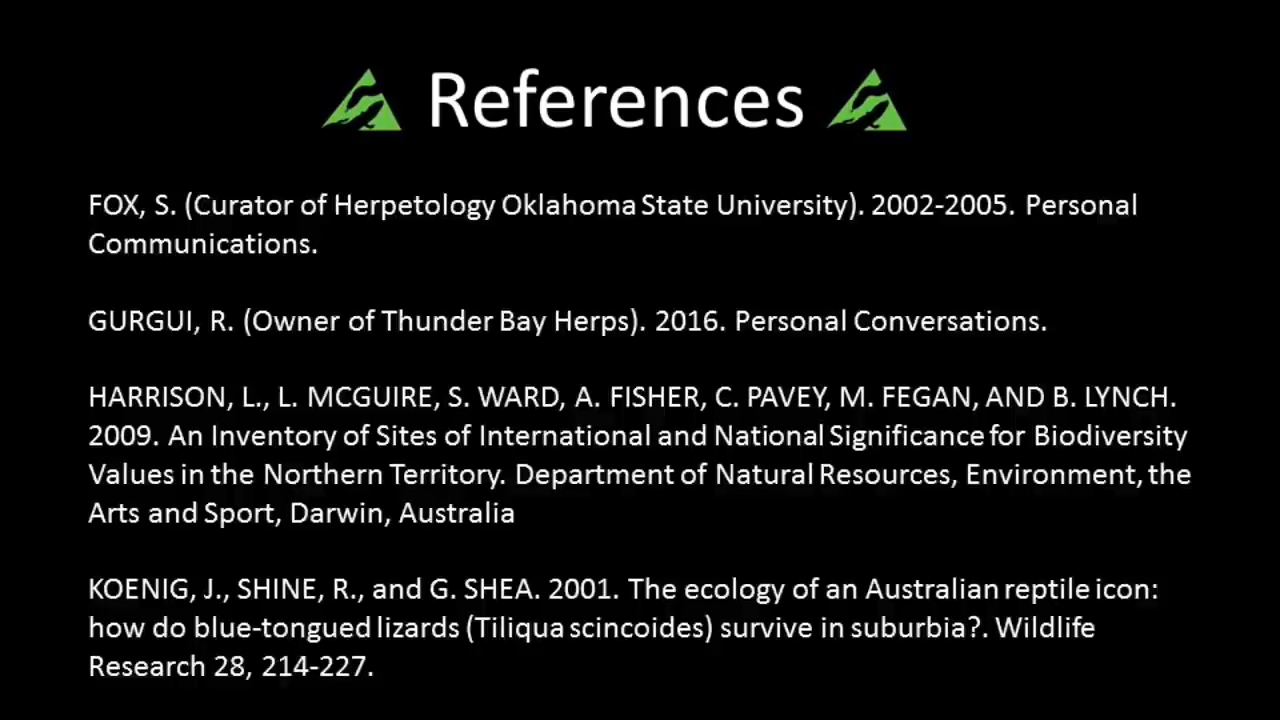 References
FOX, S. (Curator of Herpetology Oklahoma State University). 2002-2005. Personal
Communications.
GURGUI, R. (Owner of Thunder Bay Herps). 2016. Personal Conversations.
HARRISON, L., L. MCGUIRE, S. WARD, A. FISHER, C. PAVEY, M. FEGAN, AND B. LYNCH.
2009. An Inventory of Sites of International and National Significance for Biodiversity
Values in the Northern Territory. Department of Natural Resources, Environment, the
Arts and Sport, Darwin, Australia
KOENIG, J., SHINE, R., and G. SHEA. 2001. The ecology of an Australian reptile icon:
how do blue-tongued lizards (Tiliqua scincoides) survive in suburbia?. Wildlife
Research 28, 214-227.